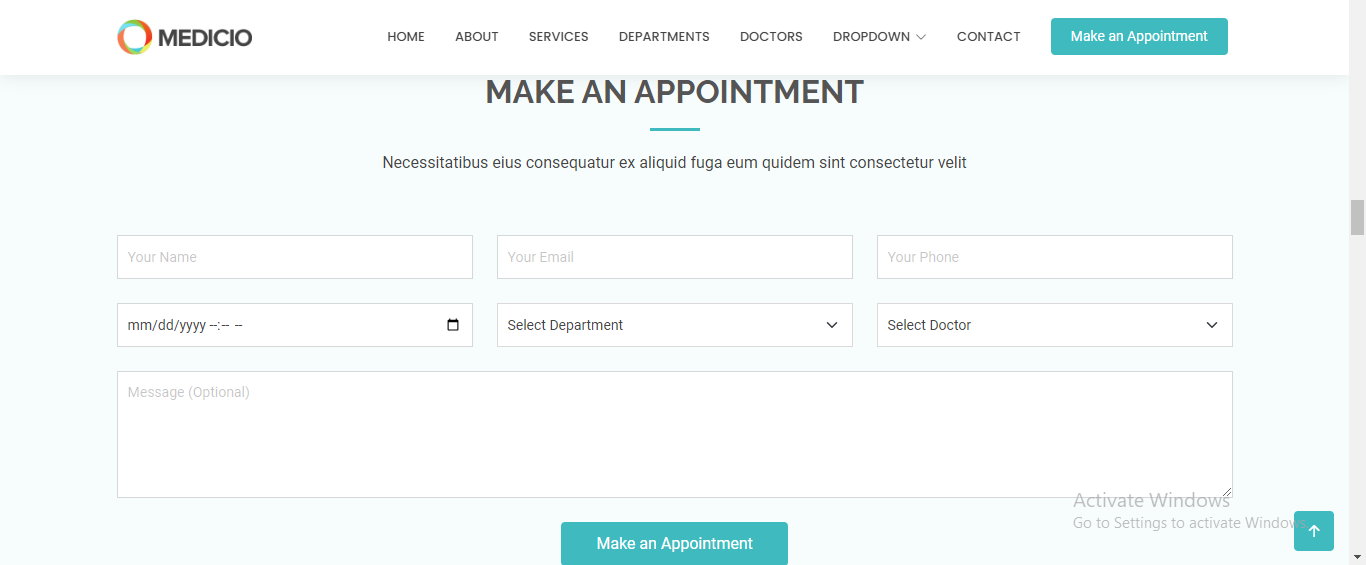 MEDICIO HOME ABOUT SERVICES DEPARTMENTS DOCTORS DROPDOWN CONTACT Make an Appointment
MAKE AN APPOINTMENT
Necessitatibus eius consequatur ex aliquid fuga eum quidem sint consectetur velit
Your Name Your Email Your Phone
mm/dd/yyyy --:-- -- Select Department Select Doctor
Message (Optional)
Activate Windows
Go to Settings to activate Windows.
Make an Appointment